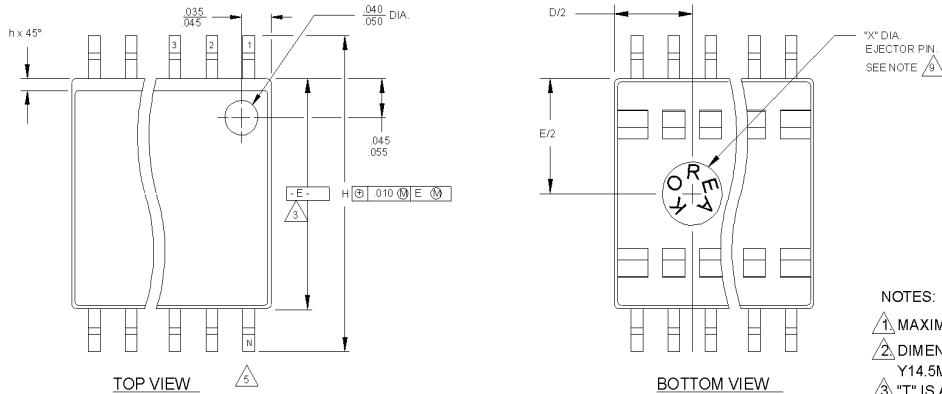 h x 45°
.035
.045
.040
.050
DIA.
3 2 1
.045
.055
- E -
3
H
⊕ .010 Ⓜ E Ⓜ
N
5
TOP VIEW
D/2
"X" DIA.
EJECTOR PIN.
SEE NOTE 9
E/2
KOREA
BOTTOM VIEW
NOTES:
1. MAXIM
2. DIMEN
Y14.5M
3 "T" IS A